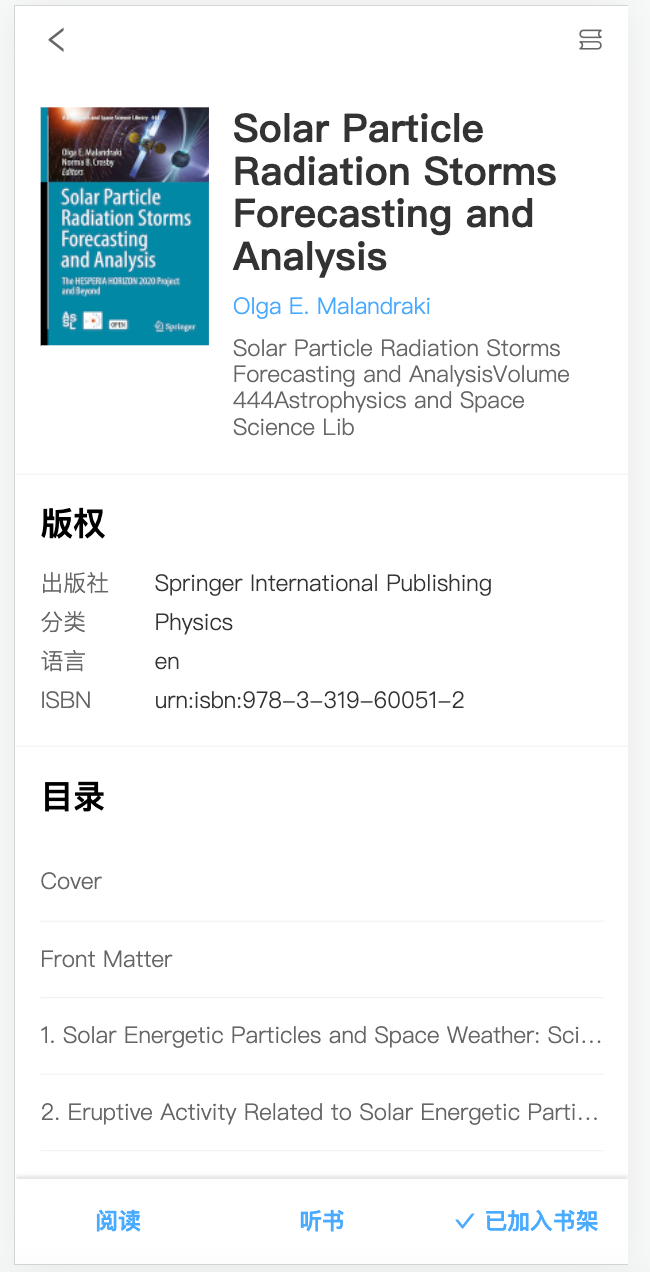 Olga E. Malandraki
Norma B. Crosby
Editors
Solar Particle
Radiation Storms
Forecasting
and Analysis
The HESPERIA HORIZON 2020 Project
and Beyond
OPEN
Springer
Solar Particle
Radiation Storms
Forecasting and
Analysis
Olga E. Malandraki
Solar Particle Radiation Storms
Forecasting and AnalysisVolume
444Astrophysics and Space
Science Lib
版权
出版社 Springer International Publishing
分类 Physics
语言 en
ISBN urn:isbn:978-3-319-60051-2
目录
Cover
Front Matter
1. Solar Energetic Particles and Space Weather: Sci...
2. Eruptive Activity Related to Solar Energetic Parti...
阅读 听书 ✓ 已加入书架